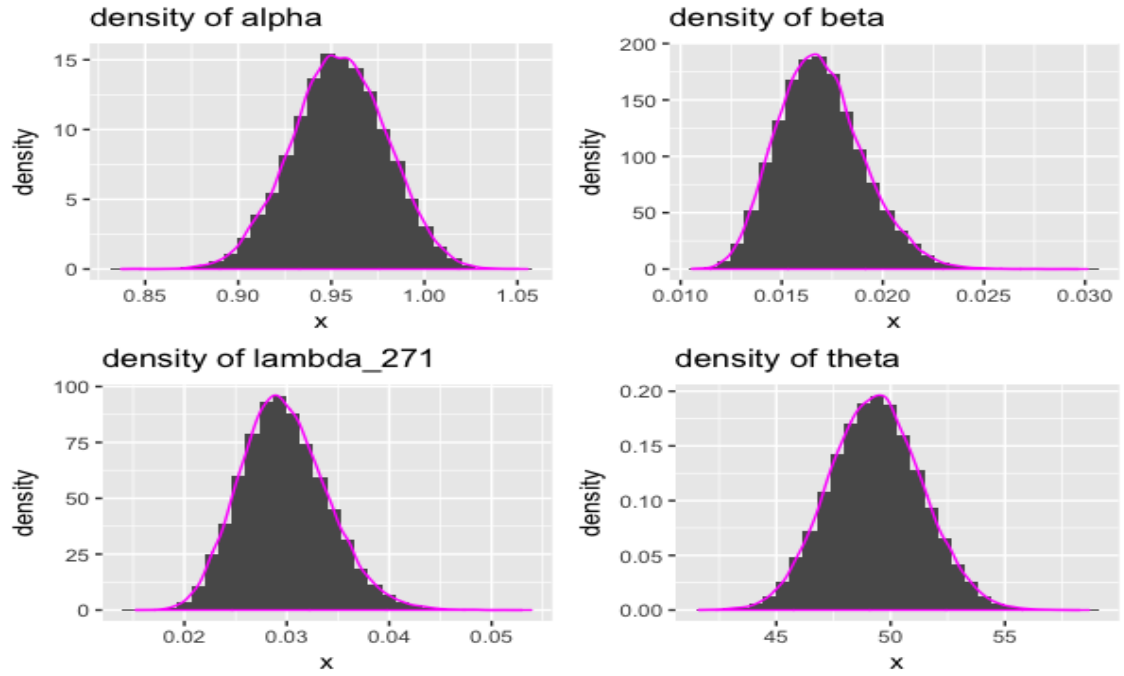 density of alpha
15
10
5
0
density
0.85 0.90 0.95 1.00 1.05
x
density of beta
200
150
100
50
0
density
0.010 0.015 0.020 0.025 0.030
x
density of lambda_271
100
75
50
25
0
density
0.02 0.03 0.04 0.05
x
density of theta
0.20
0.15
0.10
0.05
0.00
density
45 50 55
x